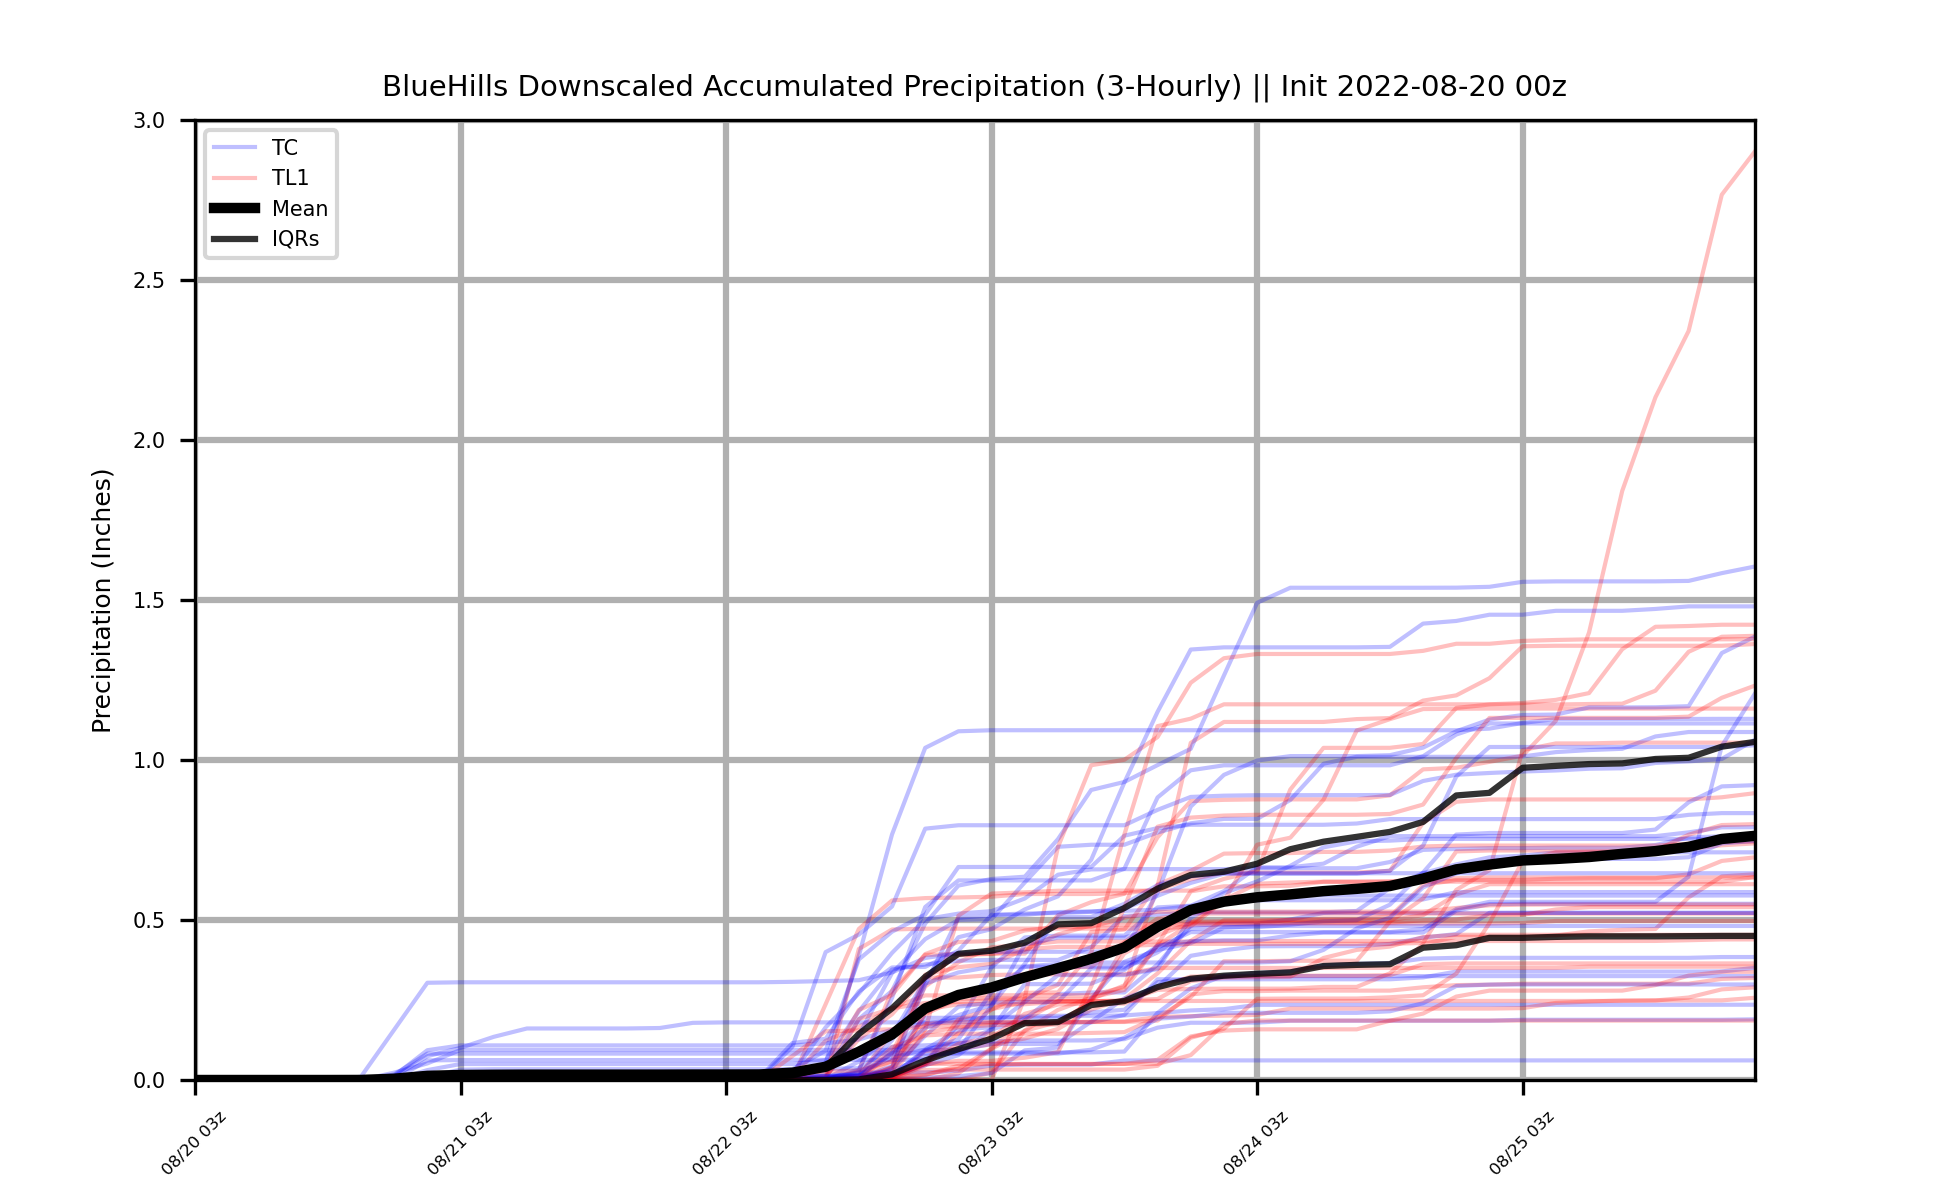 BlueHills Downscaled Accumulated Precipitation (3-Hourly) || Init 2022-08-20 00z
TC
TL1
Mean
IQRs
Precipitation (Inches)
3.0
2.5
2.0
1.5
1.0
0.5
0.0
08/20 03z
08/21 03z
08/22 03z
08/23 03z
08/24 03z
08/25 03z